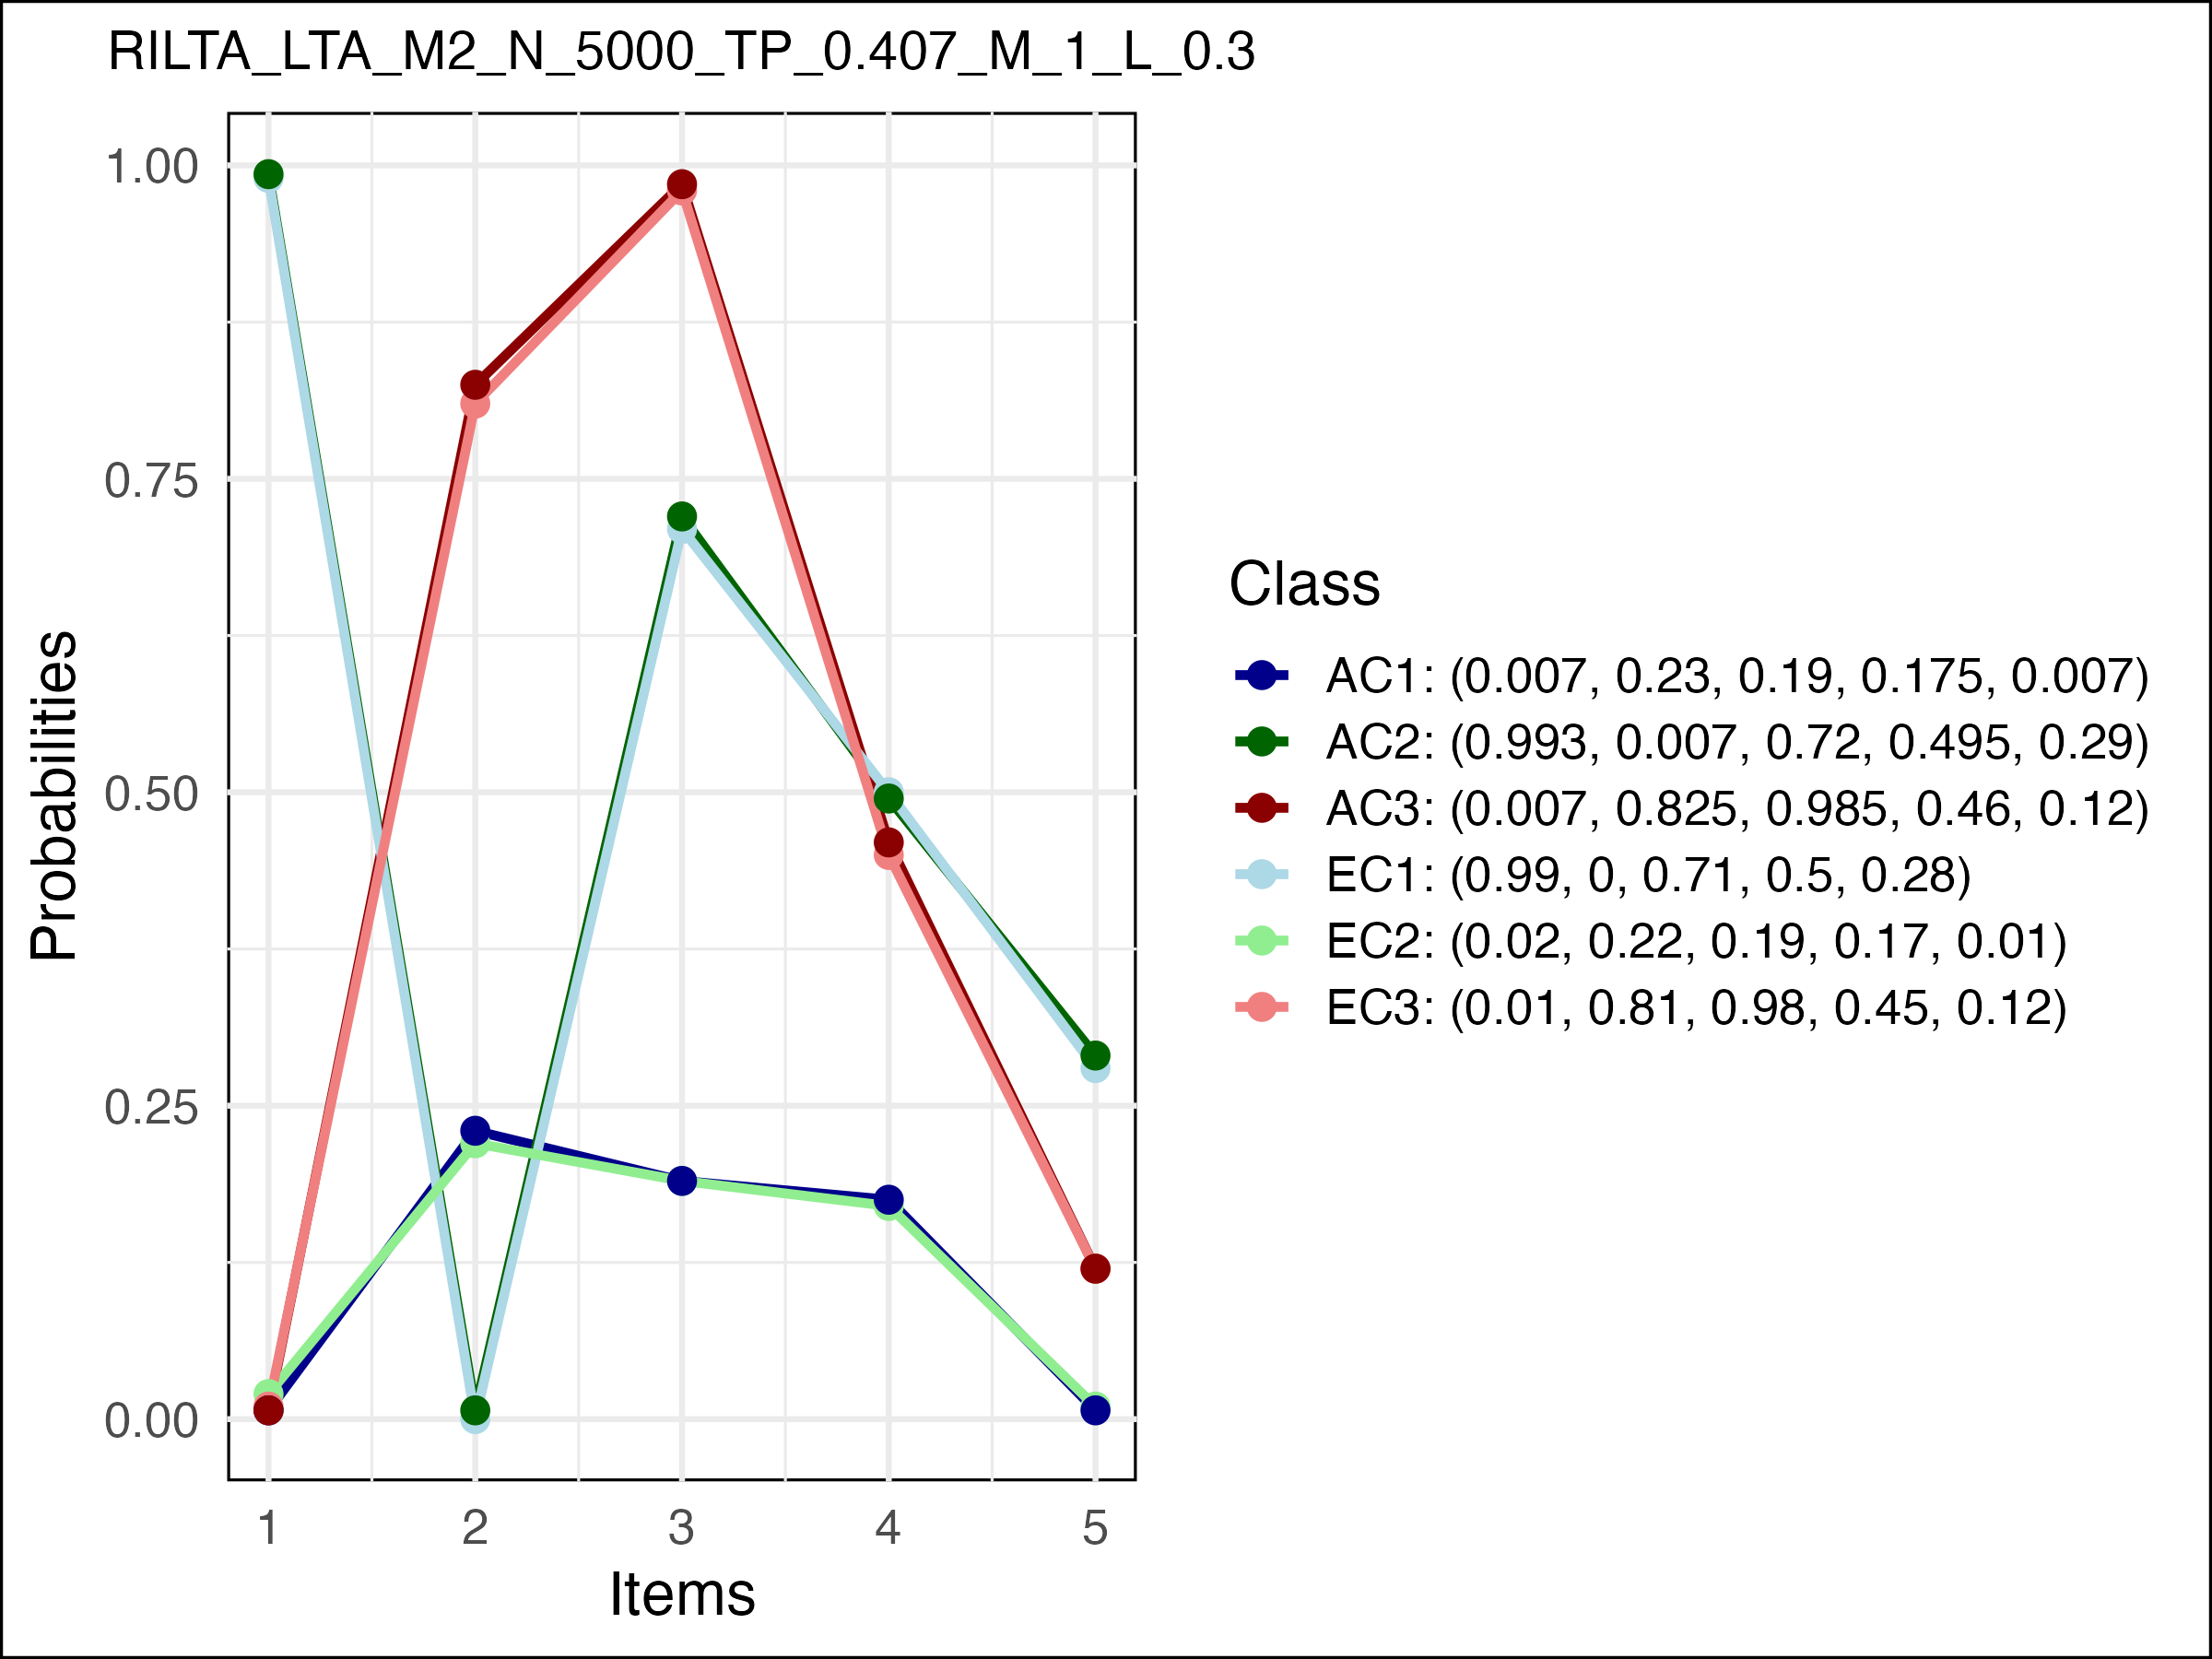 RILTA_LTA_M2_N_5000_TP_0.407_M_1_L_0.3
1.00
0.75
0.50
0.25
0.00
Probabilities
1 2 3 4 5
Items
Class
AC1: (0.007, 0.23, 0.19, 0.175, 0.007)
AC2: (0.993, 0.007, 0.72, 0.495, 0.29)
AC3: (0.007, 0.825, 0.985, 0.46, 0.12)
EC1: (0.99, 0, 0.71, 0.5, 0.28)
EC2: (0.02, 0.22, 0.19, 0.17, 0.01)
EC3: (0.01, 0.81, 0.98, 0.45, 0.12)